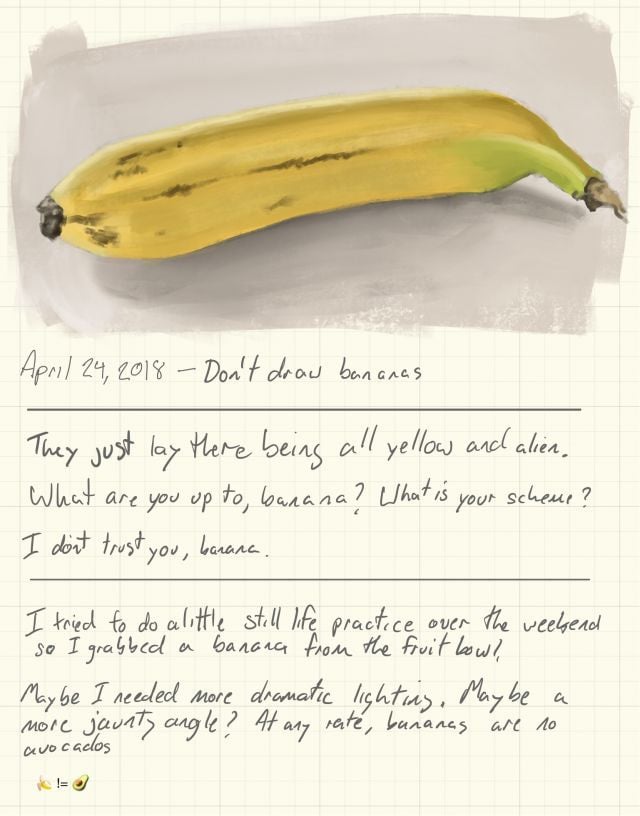 April 24, 2018 — Don't draw bananas
They just lay there being all yellow and alien.
What are you up to, banana? What is your scheme?
I don't trust you, banana.
I tried to do a little still life practice over the weekend
so I grabbed a banana from the fruit bowl,
Maybe I needed more dramatic lighting. Maybe a
more jaunty angle? At any rate, bananas are no
avocados
🍌 != 🥑